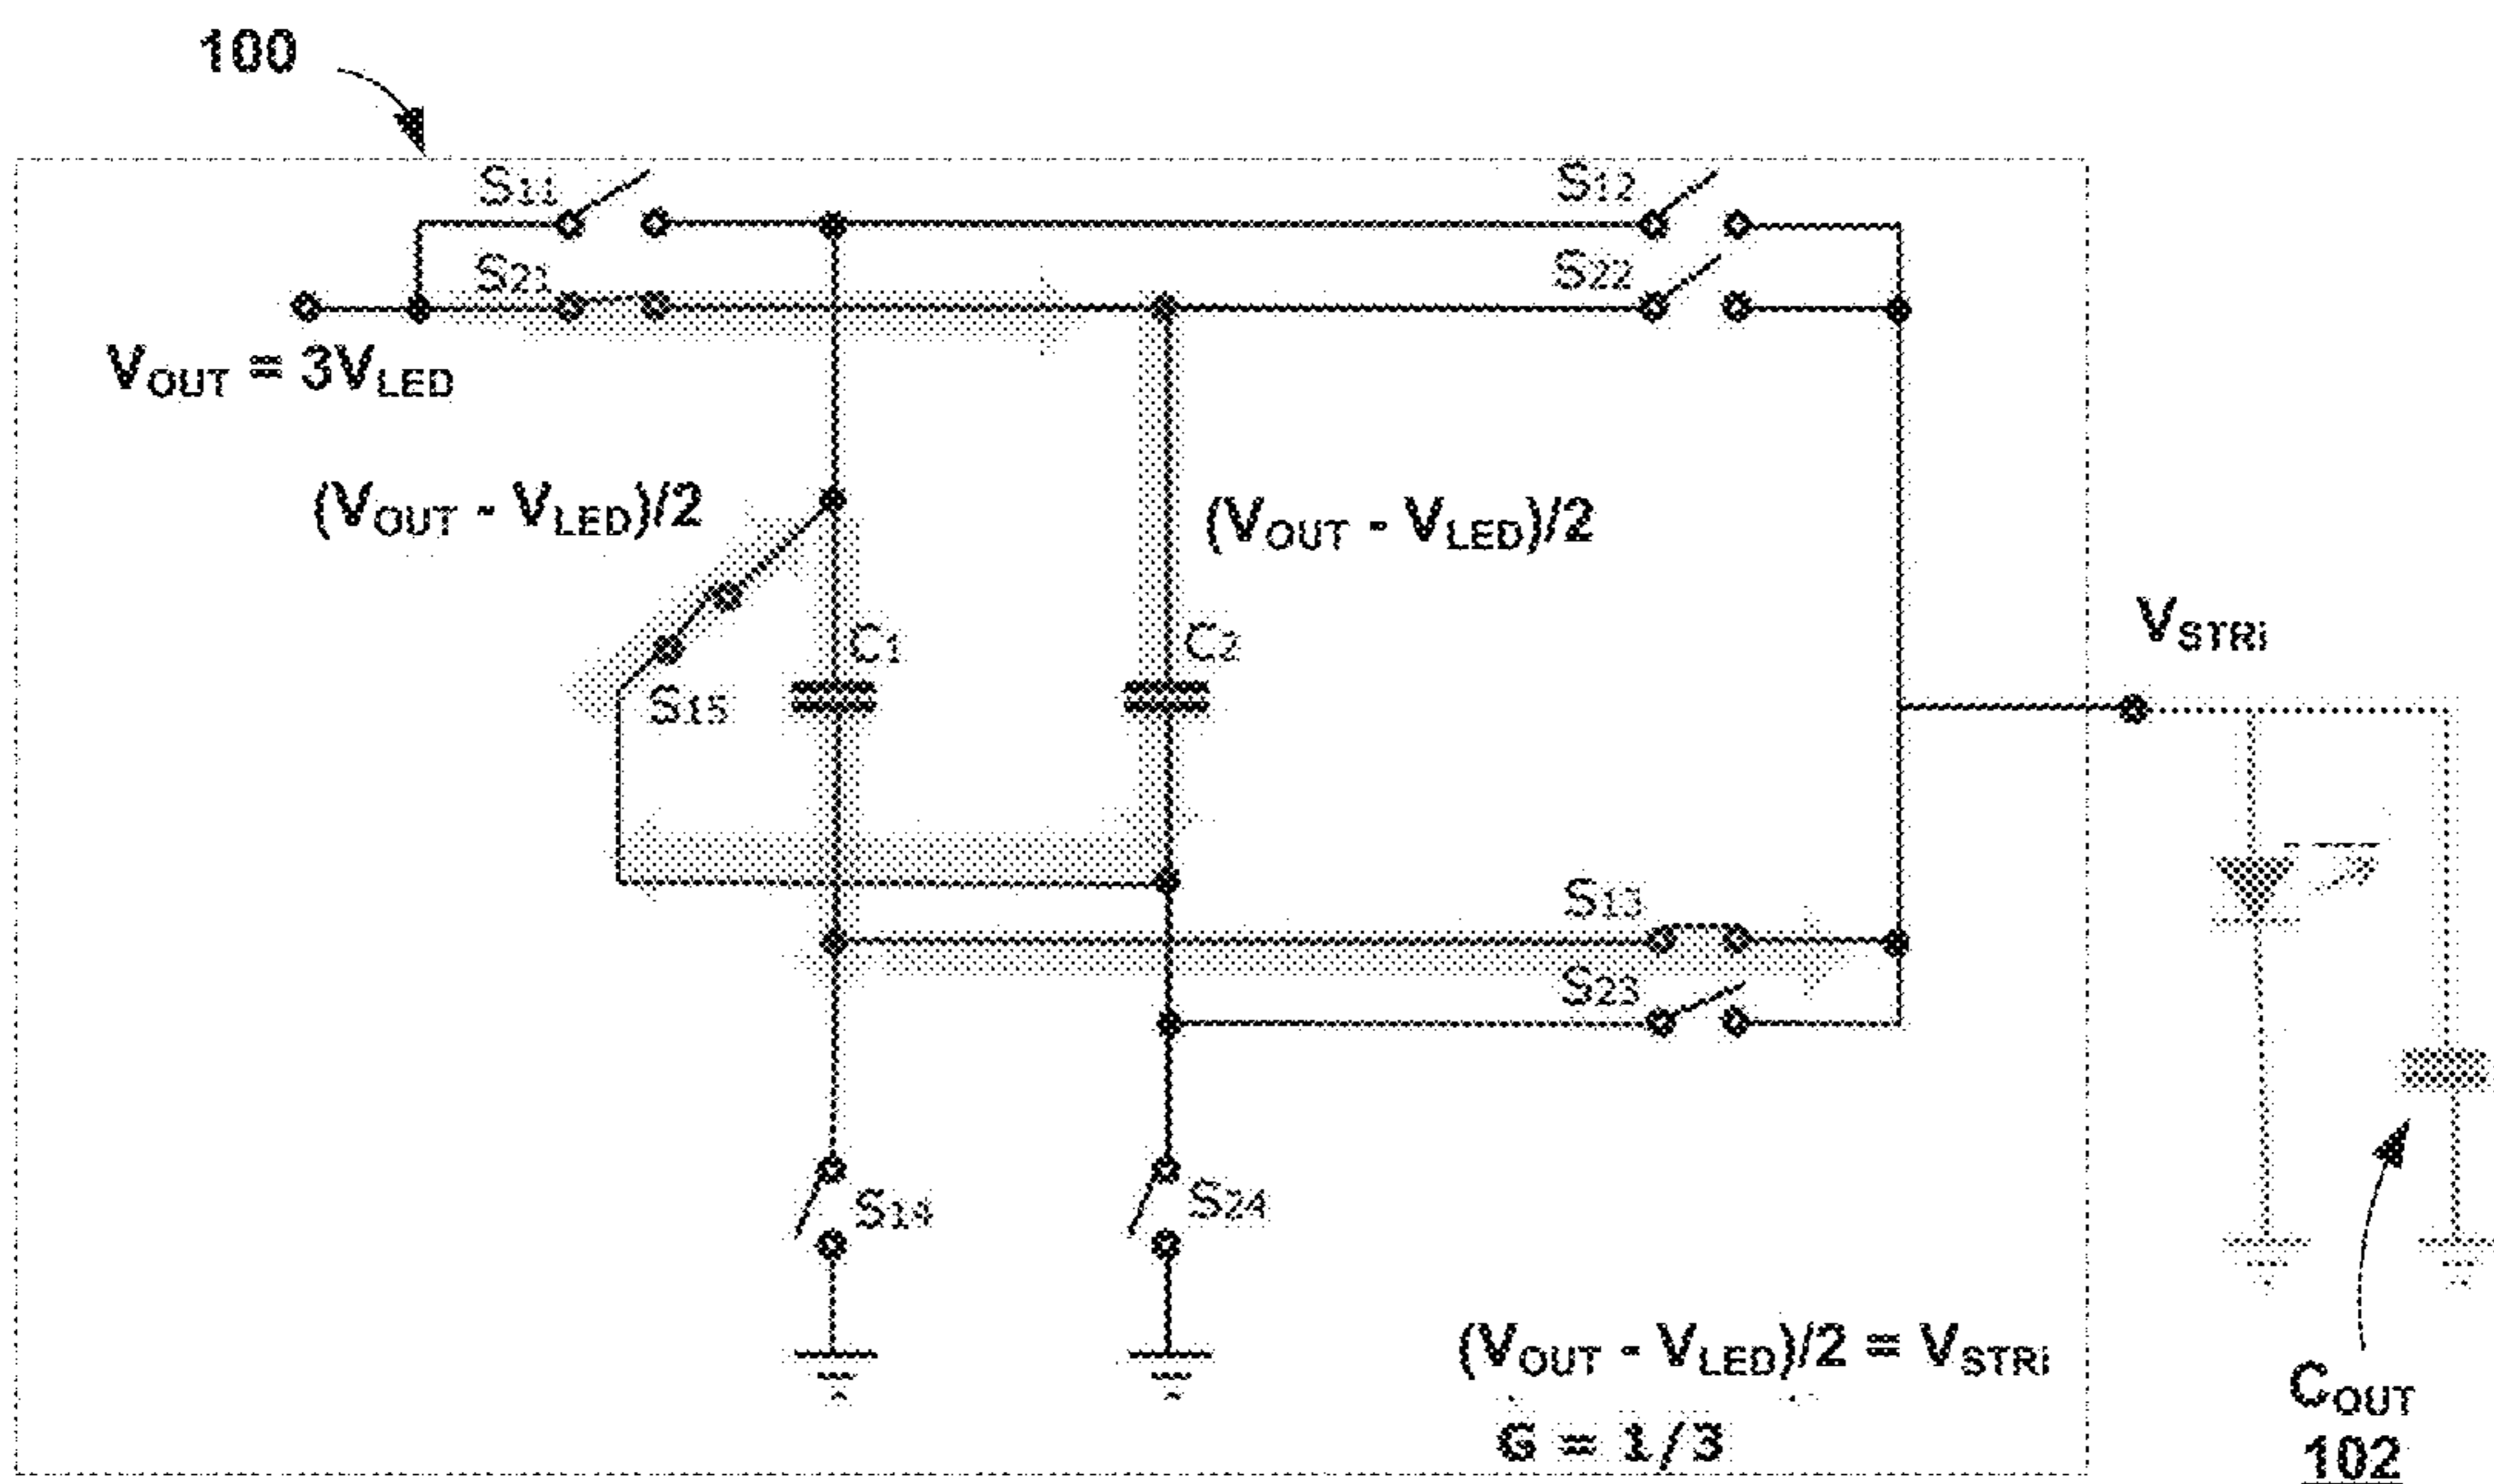 100
S11
S12
S21
S22
VOUT = 3VLED
(VOUT - VLED)/2
(VOUT - VLED)/2
VSTRi
C1
C2
S15
S13
S23
S14
S24
(VOUT - VLED)/2 = VSTRi
G = 1/3
COUT
102